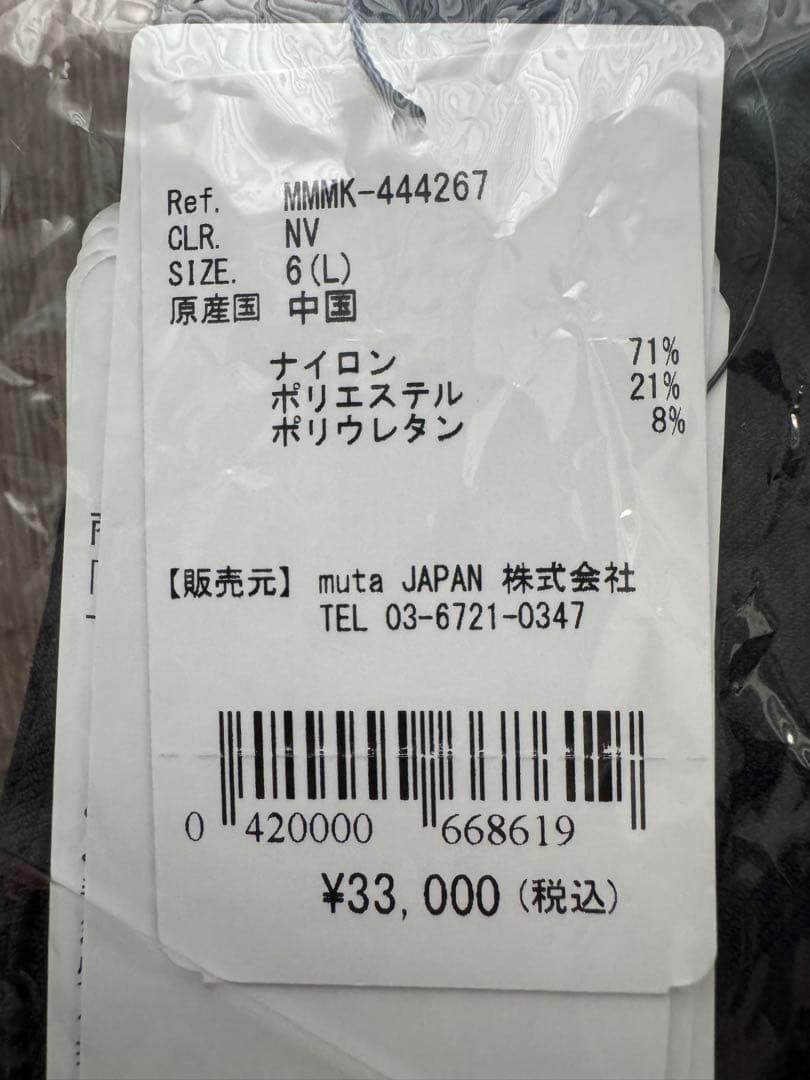 Ref. MMMK-444267
CLR. NV
SIZE. 6(L)
原産国 中国
ナイロン 71%
ポリエステル 21%
ポリウレタン 8%
【販売元】 muta JAPAN 株式会社
TEL 03-6721-0347
0 420000 668619
¥33,000(税込)